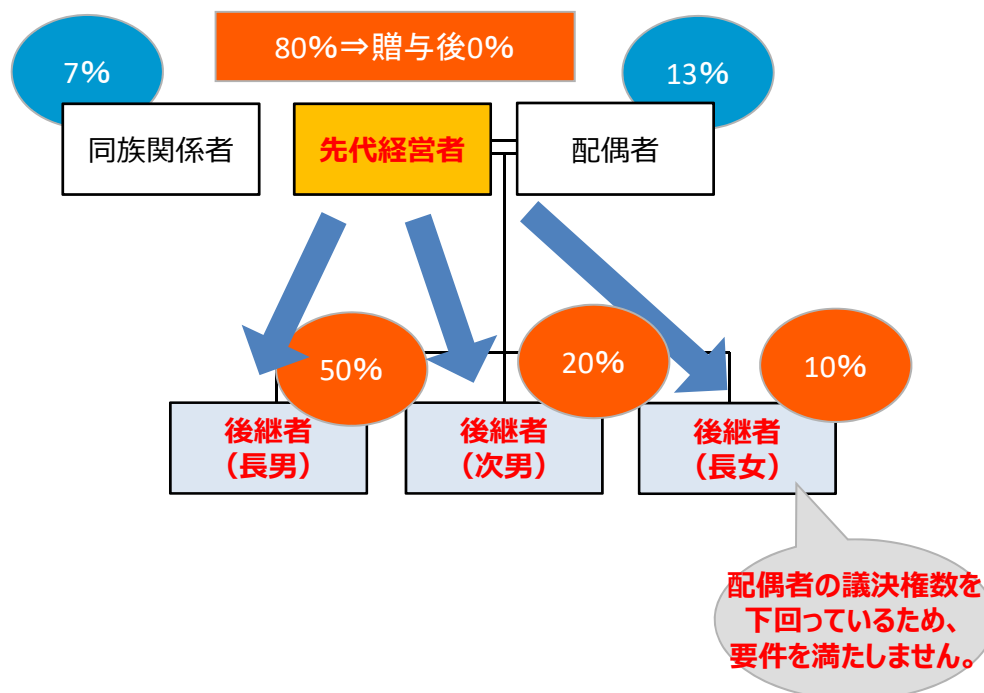 80%⇒贈与後0%
7%
13%
同族関係者
先代経営者
配偶者
50%
20%
10%
後継者
（長男）
後継者
（次男）
後継者
（長女）
配偶者の議決権数を
下回っているため、
要件を満たしません。